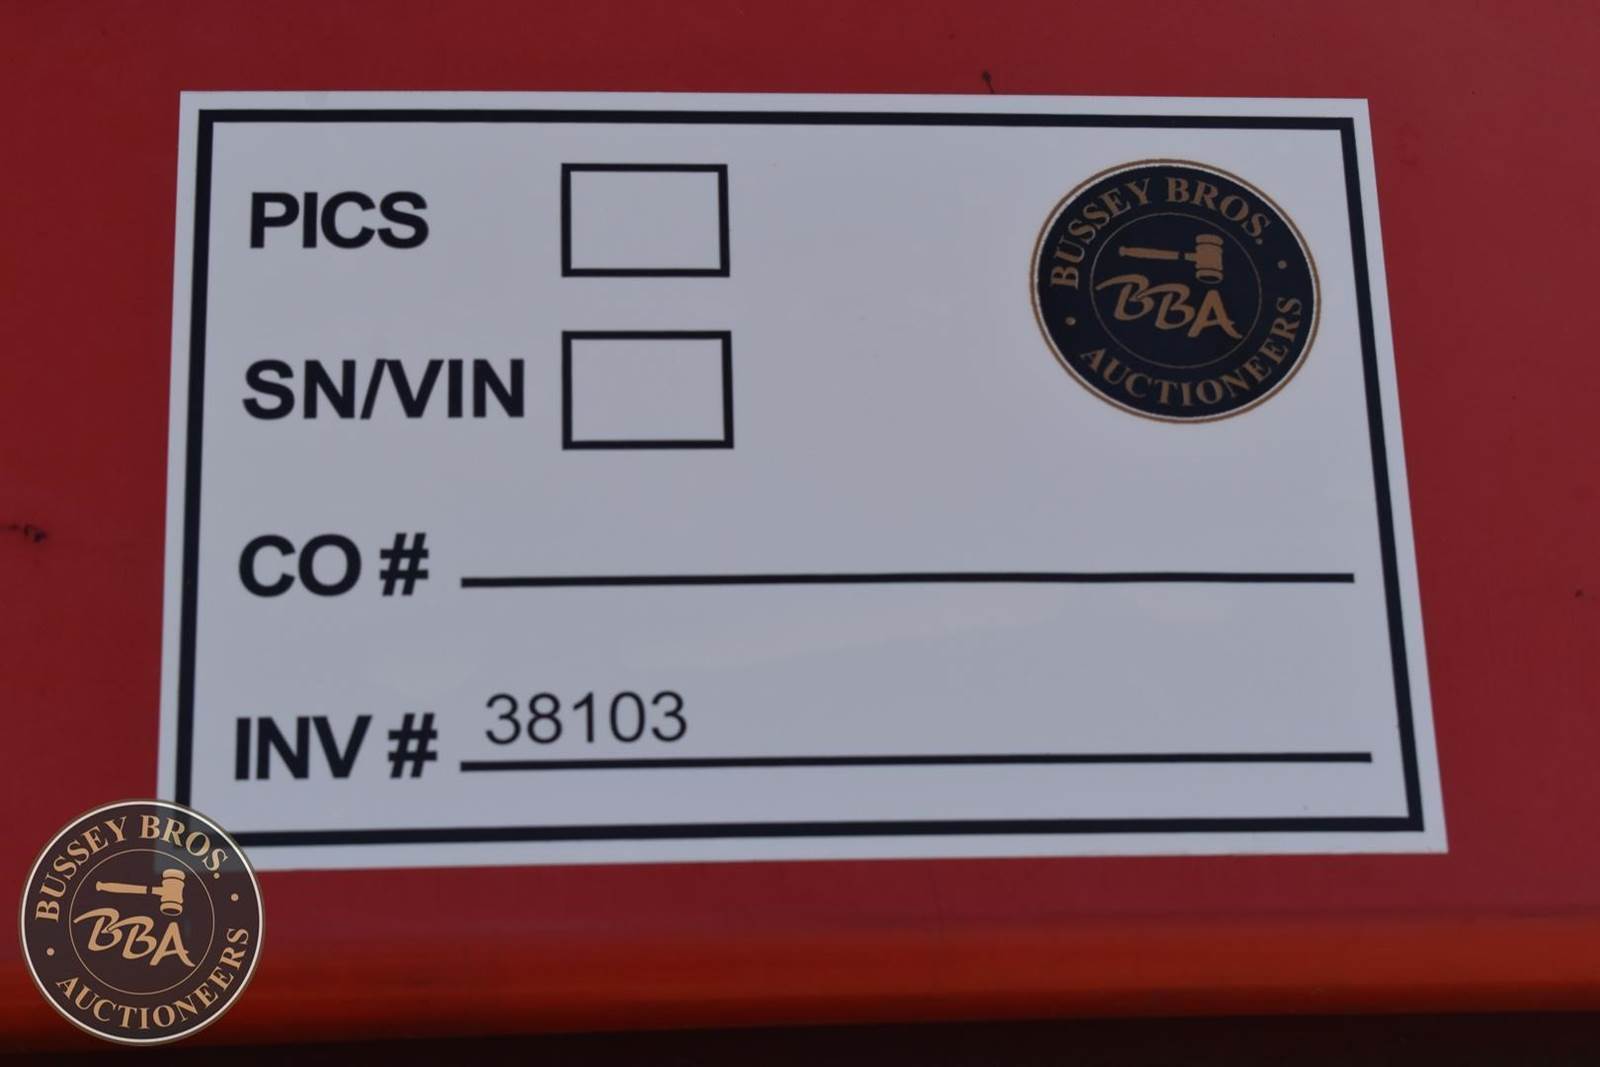 PICS
BUSSEY BROS.
BBA
AUCTIONEERS
SN/VIN
CO #
INV # 38103
BUSSEY BROS.
BBA
AUCTIONEERS